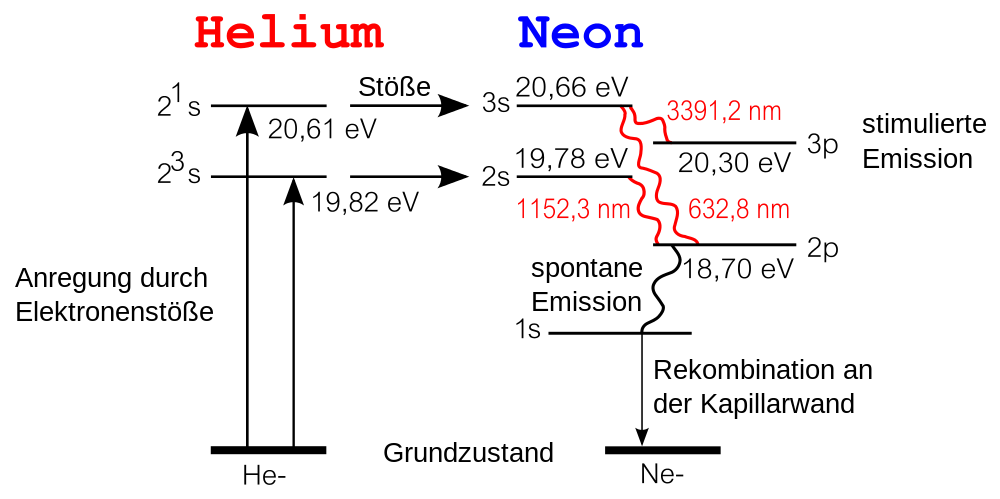 Helium
Neon
2¹s
Stöße
3s
20,66 eV
3391,2 nm
stimulierte
Emission
20,61 eV
3p
20,30 eV
2³s
19,78 eV
2s
19,82 eV
1152,3 nm
632,8 nm
2p
18,70 eV
Anregung durch
Elektronenstöße
spontane
Emission
1s
Rekombination an
der Kapillarwand
Grundzustand
He-
Ne-